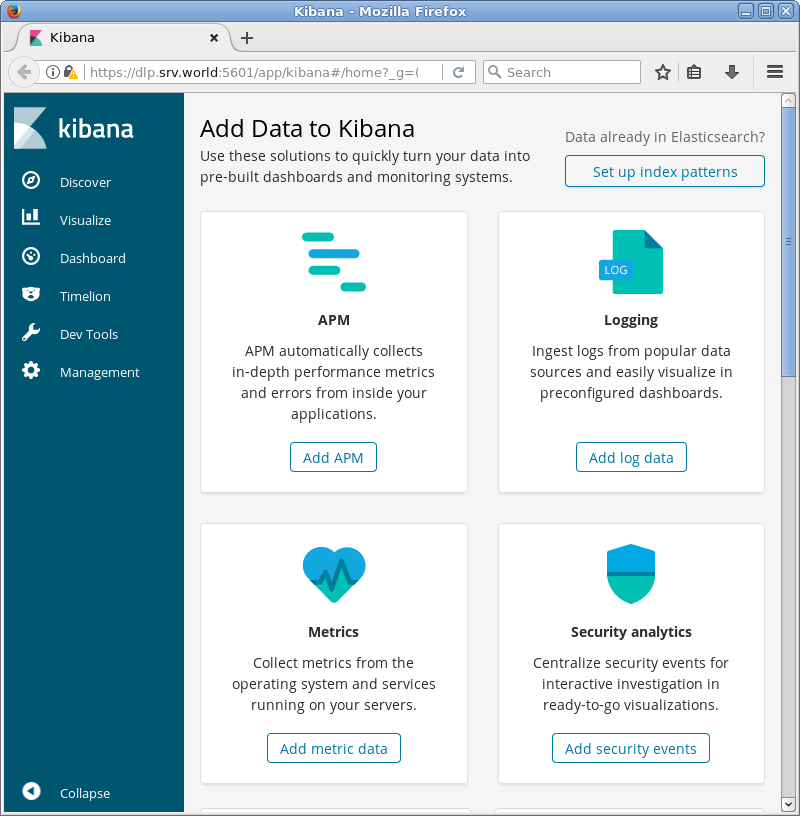 Kibana - Mozilla Firefox
Kibana
https://dlp.srv.world:5601/app/kibana#/home?_g=(
Search
kibana
Discover
Visualize
Dashboard
Timelion
Dev Tools
Management
Collapse
Add Data to Kibana
Use these solutions to quickly turn your data into
pre-built dashboards and monitoring systems.
Data already in Elasticsearch?
Set up index patterns
APM
APM automatically collects
in-depth performance metrics
and errors from inside your
applications.
Add APM
LOG
Logging
Ingest logs from popular data
sources and easily visualize in
preconfigured dashboards.
Add log data
Metrics
Collect metrics from the
operating system and services
running on your servers.
Add metric data
Security analytics
Centralize security events for
interactive investigation in
ready-to-go visualizations.
Add security events